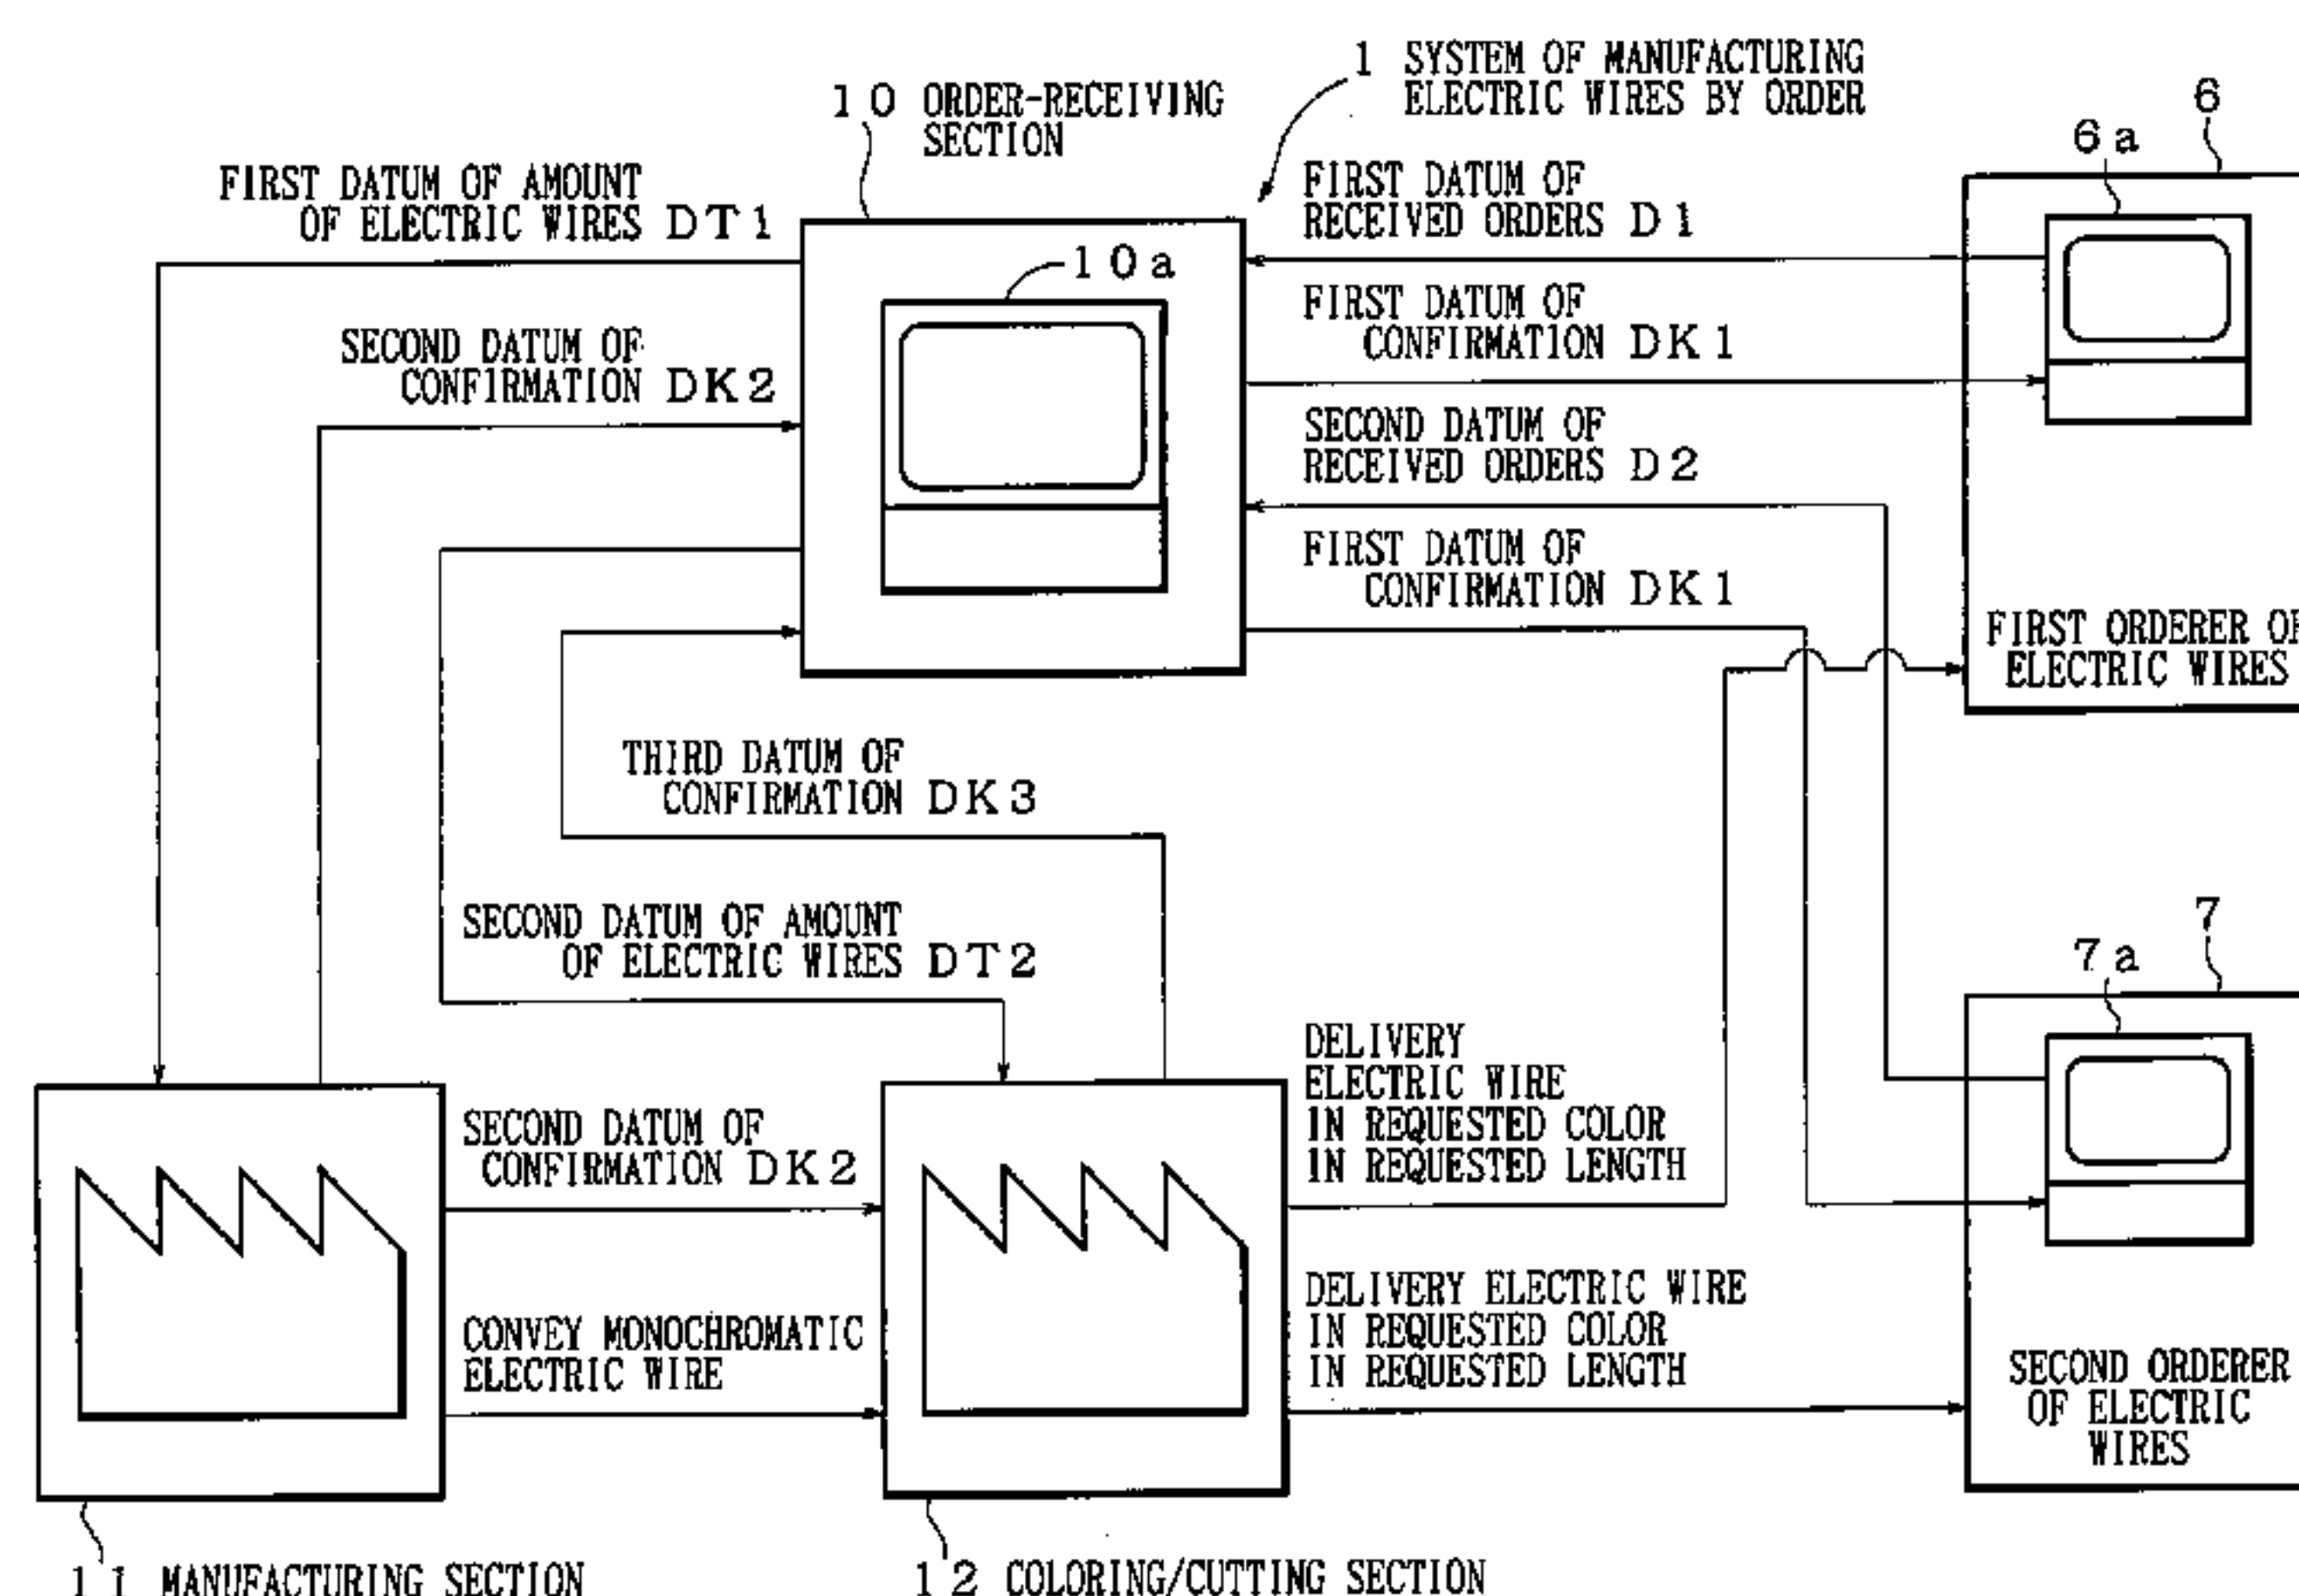 1 SYSTEM OF MANUFACTURING
ELECTRIC WIRES BY ORDER
10 ORDER-RECEIVING
SECTION
6
6a
FIRST DATUM OF AMOUNT
OF ELECTRIC WIRES DT1
FIRST DATUM OF
RECEIVED ORDERS D1
10a
FIRST DATUM OF
CONFIRMATION DK1
SECOND DATUM OF
CONFIRMATION DK2
SECOND DATUM OF
RECEIVED ORDERS D2
FIRST DATUM OF
CONFIRMATION DK1
FIRST ORDERER OF
ELECTRIC WIRES
THIRD DATUM OF
CONFIRMATION DK3
SECOND DATUM OF AMOUNT
OF ELECTRIC WIRES DT2
7
7a
DELIVERY
ELECTRIC WIRE
IN REQUESTED COLOR
IN REQUESTED LENGTH
SECOND DATUM OF
CONFIRMATION DK2
DELIVERY ELECTRIC WIRE
IN REQUESTED COLOR
IN REQUESTED LENGTH
CONVEY MONOCHROMATIC
ELECTRIC WIRE
SECOND ORDERER
OF ELECTRIC
WIRES
11 MANUFACTURING SECTION
12 COLORING/CUTTING SECTION